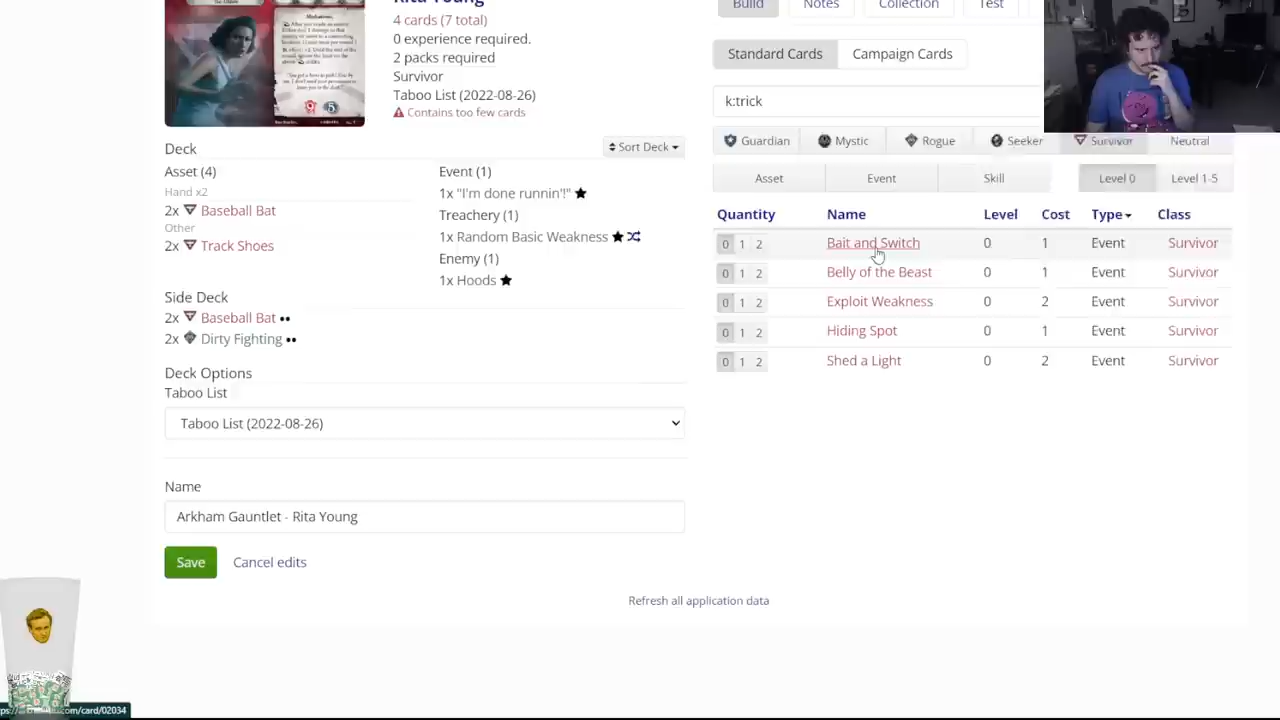 Rita Young
4 cards (7 total)
0 experience required.
2 packs required
Survivor
Taboo List (2022-08-26)
Contains too few cards
Deck
Sort Deck
Asset (4)
Hand x2
2x Baseball Bat
Other
2x Track Shoes
Event (1)
1x "I'm done runnin'!"
Treachery (1)
1x Random Basic Weakness
Enemy (1)
1x Hoods
Side Deck
2x Baseball Bat
2x Dirty Fighting
Deck Options
Taboo List
Taboo List (2022-08-26)
Name
Arkham Gauntlet - Rita Young
Save Cancel edits
Refresh all application data
Build Notes Collection Test
Cards Campaign Cards
k:trick
Guardian Mystic Rogue Seeker Survivor Neutral
Asset Event Skill Level 0 Level 1-5
Quantity Name Level Cost Type Class
0 1 2 Bait and Switch 0 1 Event Survivor
0 1 2 Belly of the Beast 0 1 Event Survivor
0 1 2 Exploit Weakness 0 2 Event Survivor
0 1 2 Hiding Spot 0 1 Event Survivor
0 1 2 Shed a Light 0 2 Event Survivor